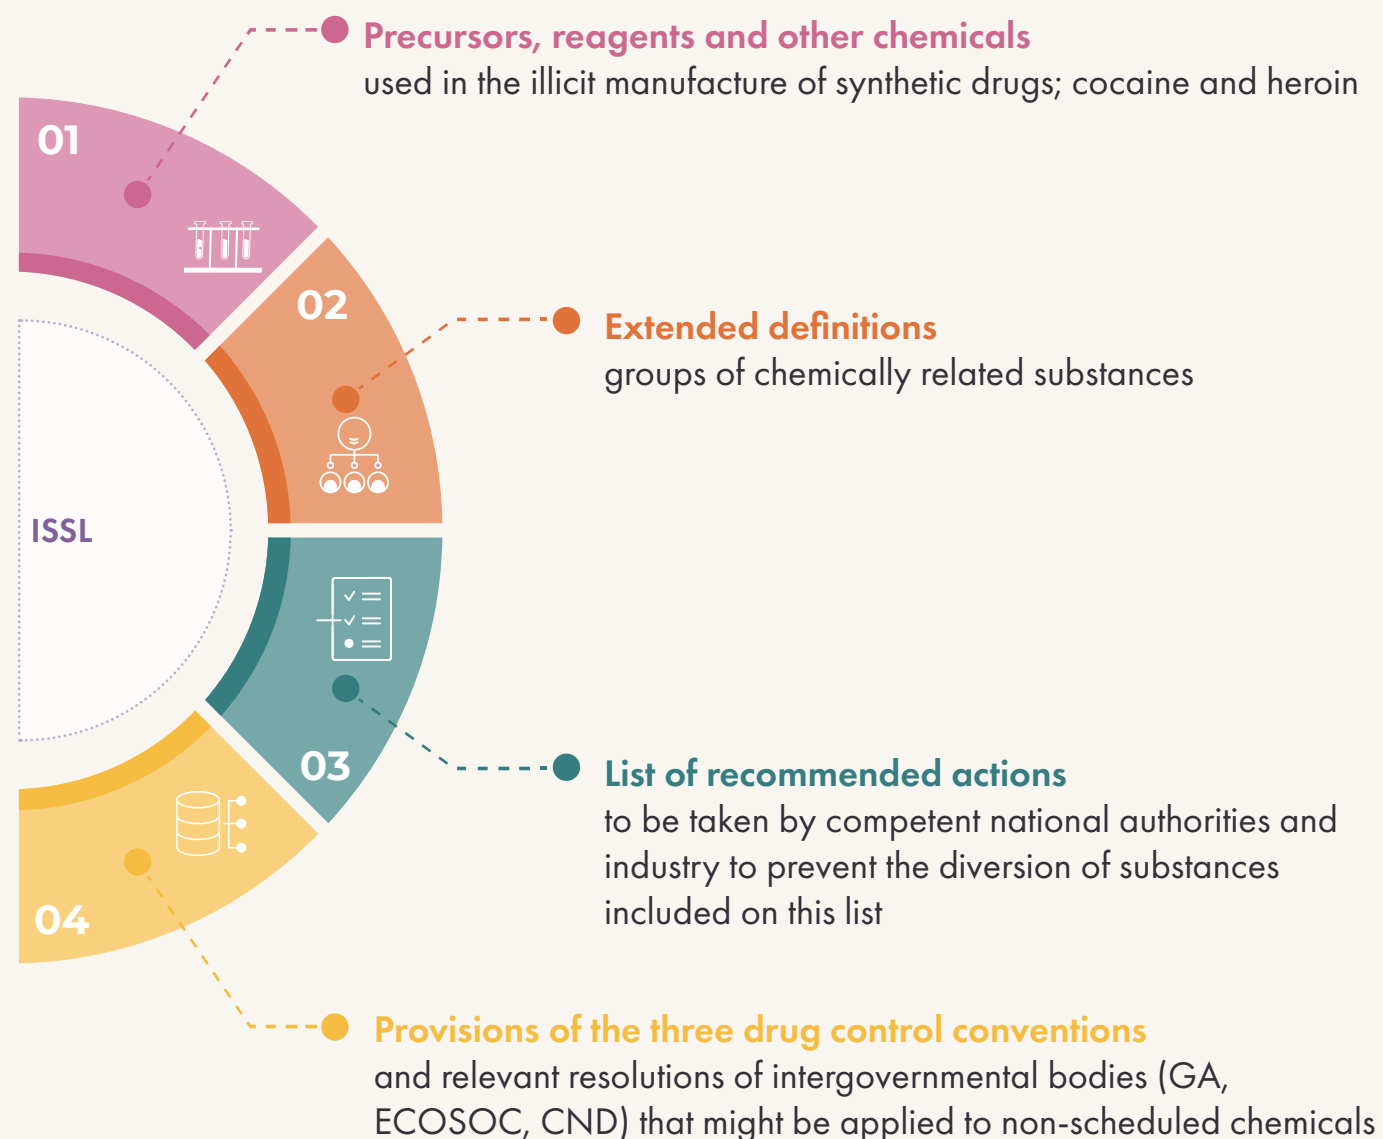 Precursors, reagents and other chemicals
used in the illicit manufacture of synthetic drugs; cocaine and heroin
01
02
Extended definitions
groups of chemically related substances
ISSL
03
List of recommended actions
to be taken by competent national authorities and
industry to prevent the diversion of substances
included on this list
04
Provisions of the three drug control conventions
and relevant resolutions of intergovernmental bodies (GA,
ECOSOC, CND) that might be applied to non-scheduled chemicals